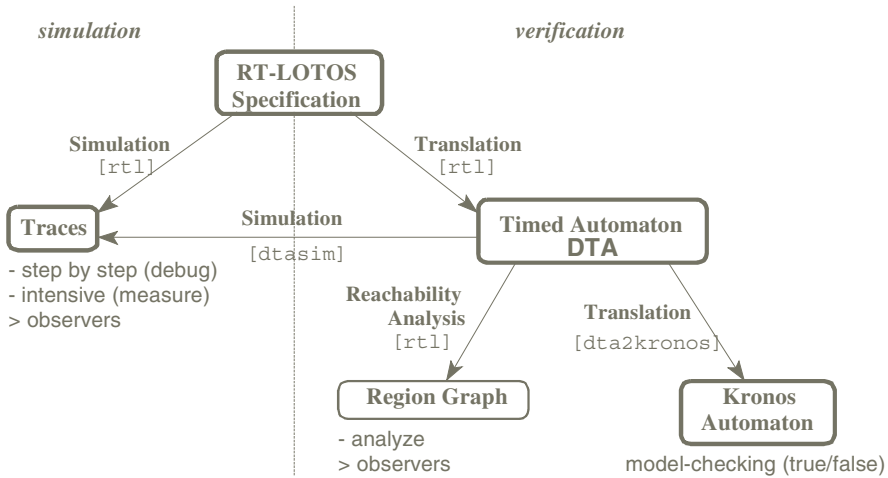 simulation
verification
RT-LOTOS
Specification
Simulation
[rtl]
Translation
[rtl]
Traces
Simulation
[dtasim]
Timed Automaton
DTA
- step by step (debug)
- intensive (measure)
> observers
Reachability
Analysis
[rtl]
Translation
[dta2kronos]
Region Graph
- analyze
> observers
Kronos
Automaton
model-checking (true/false)